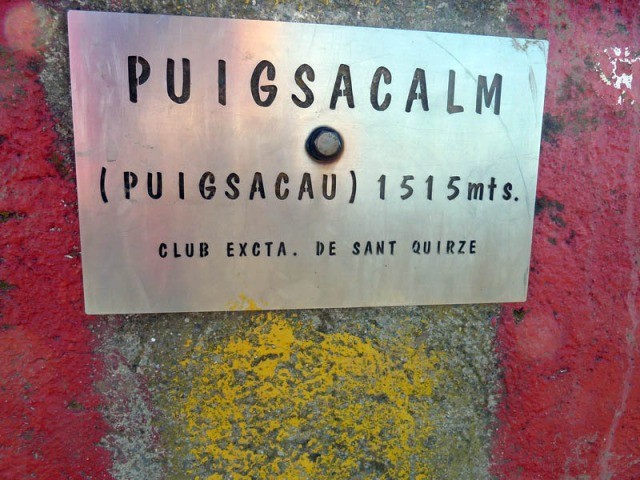 PUIGSACALM
(PUIGSACAU) 1515mts.
CLUB EXCTA. DE SANT QUIRZE